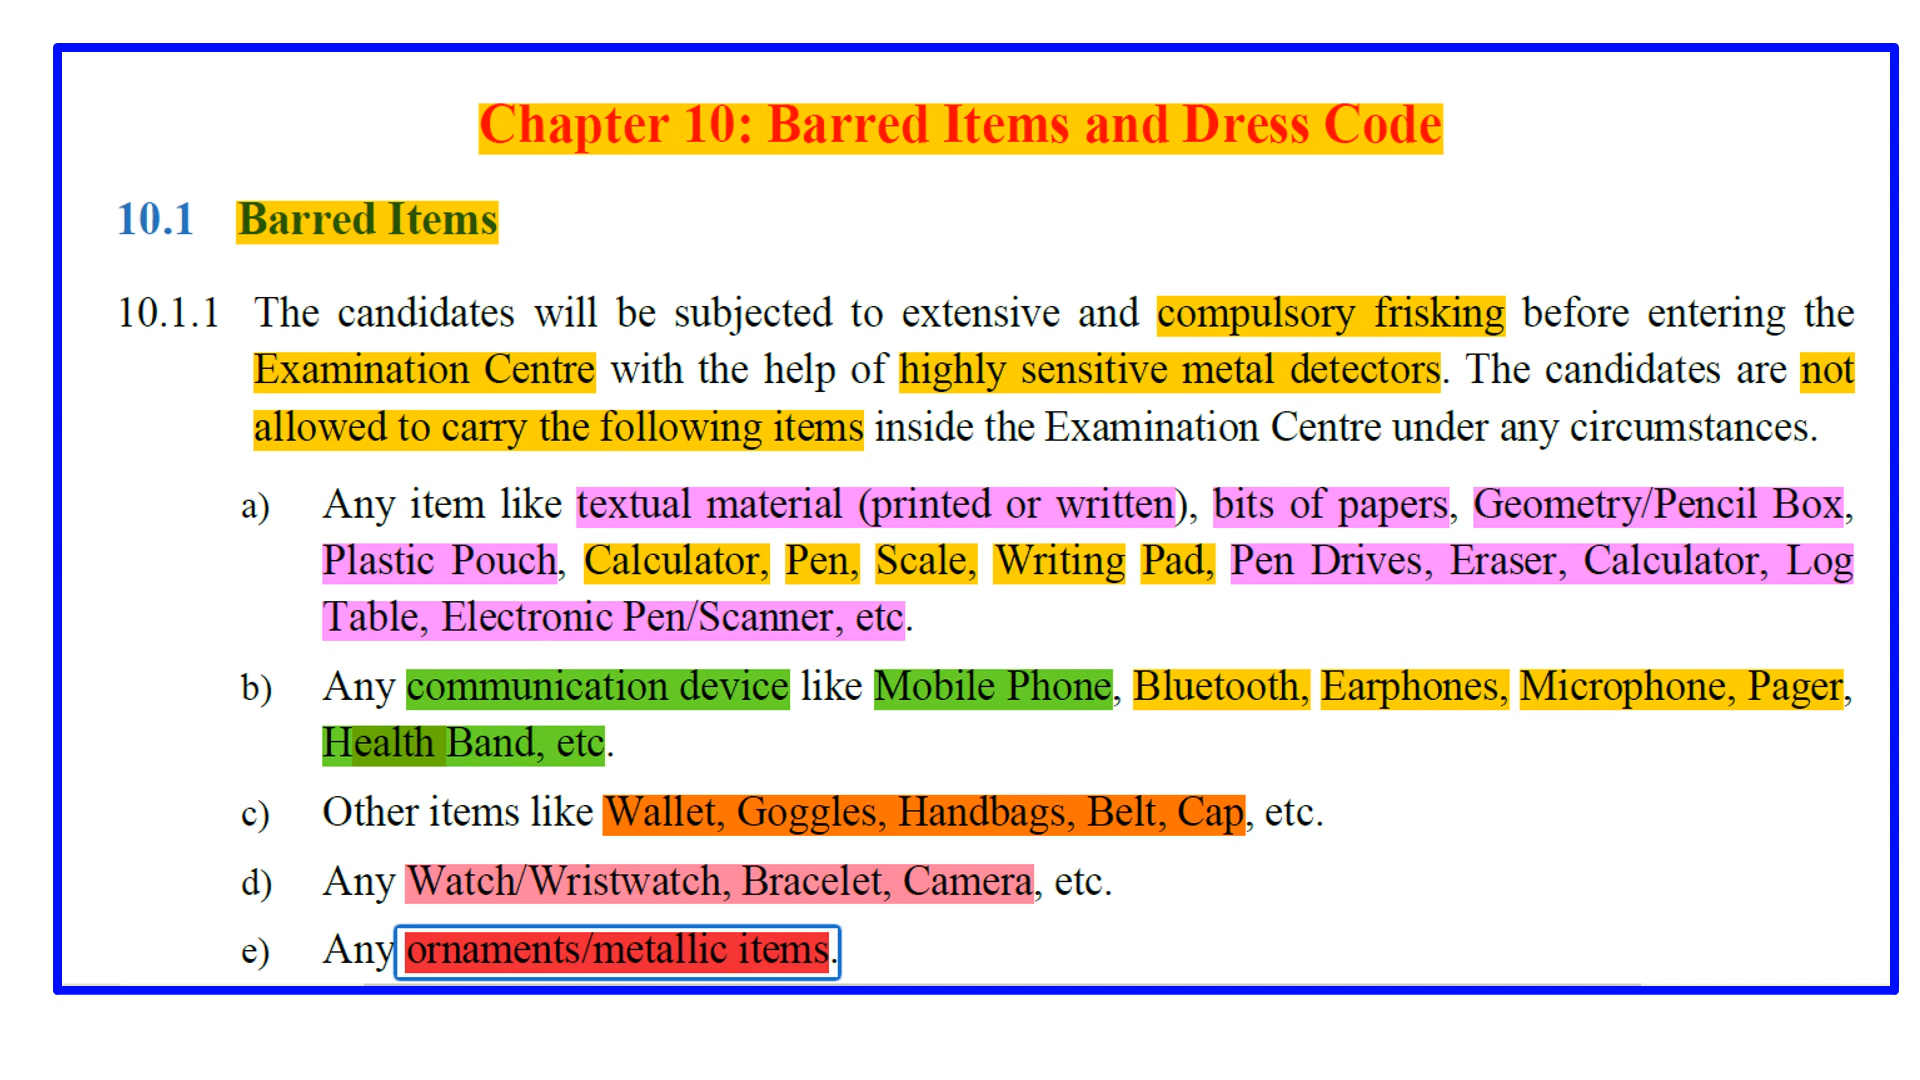 Chapter 10: Barred Items and Dress Code
10.1 Barred Items
10.1.1 The candidates will be subjected to extensive and compulsory frisking before entering the
Examination Centre with the help of highly sensitive metal detectors. The candidates are not
allowed to carry the following items inside the Examination Centre under any circumstances.
a) Any item like textual material (printed or written), bits of papers, Geometry/Pencil Box,
Plastic Pouch, Calculator, Pen, Scale, Writing Pad, Pen Drives, Eraser, Calculator, Log
Table, Electronic Pen/Scanner, etc.
b) Any communication device like Mobile Phone, Bluetooth, Earphones, Microphone, Pager,
Health Band, etc.
c) Other items like Wallet, Goggles, Handbags, Belt, Cap, etc.
d) Any Watch/Wristwatch, Bracelet, Camera, etc.
e) Any ornaments/metallic items.